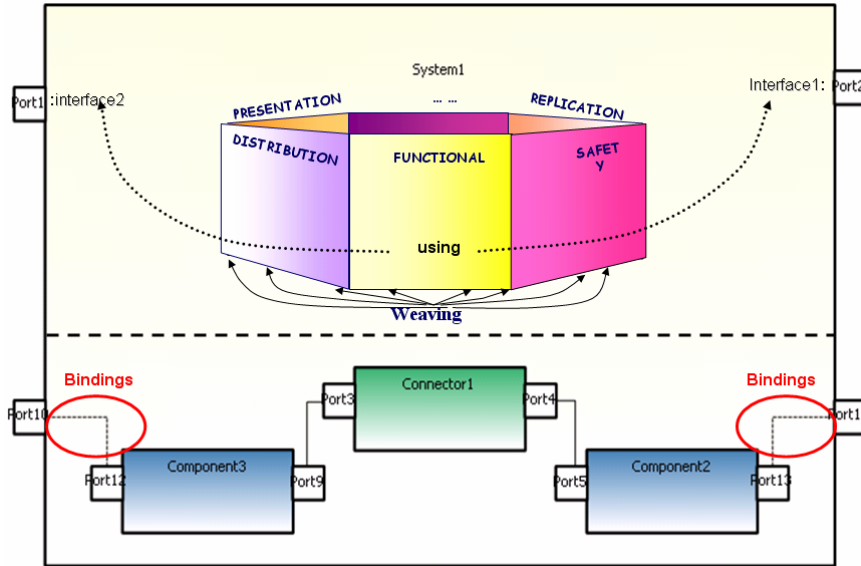 System1
Port1
:interface2
Interface1:
Port2
PRESENTATION
... ...
REPLICATION
DISTRIBUTION
FUNCTIONAL
SAFET
Y
using
Weaving
Bindings
Bindings
Connector1
Port3
Port4
Port10
Port1
Component3
Component2
Port12
Port9
Port5
Port13